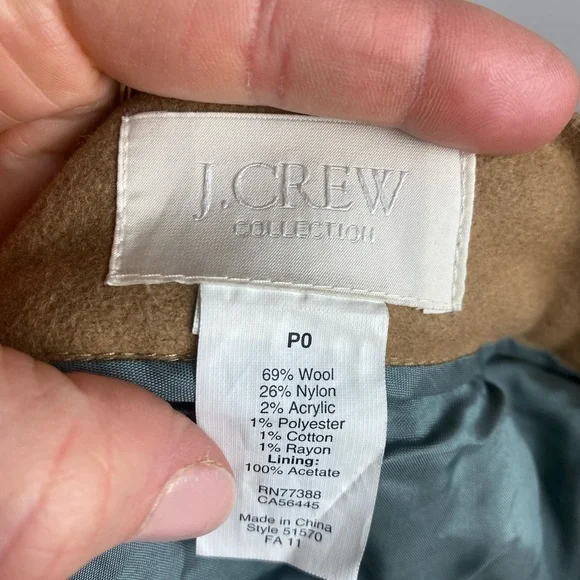 J.CREW
COLLECTION
P0
69% Wool
26% Nylon
2% Acrylic
1% Polyester
1% Cotton
1% Rayon
Lining:
100% Acetate
RN77388
CA56445
Made in China
Style 51570
FA 11